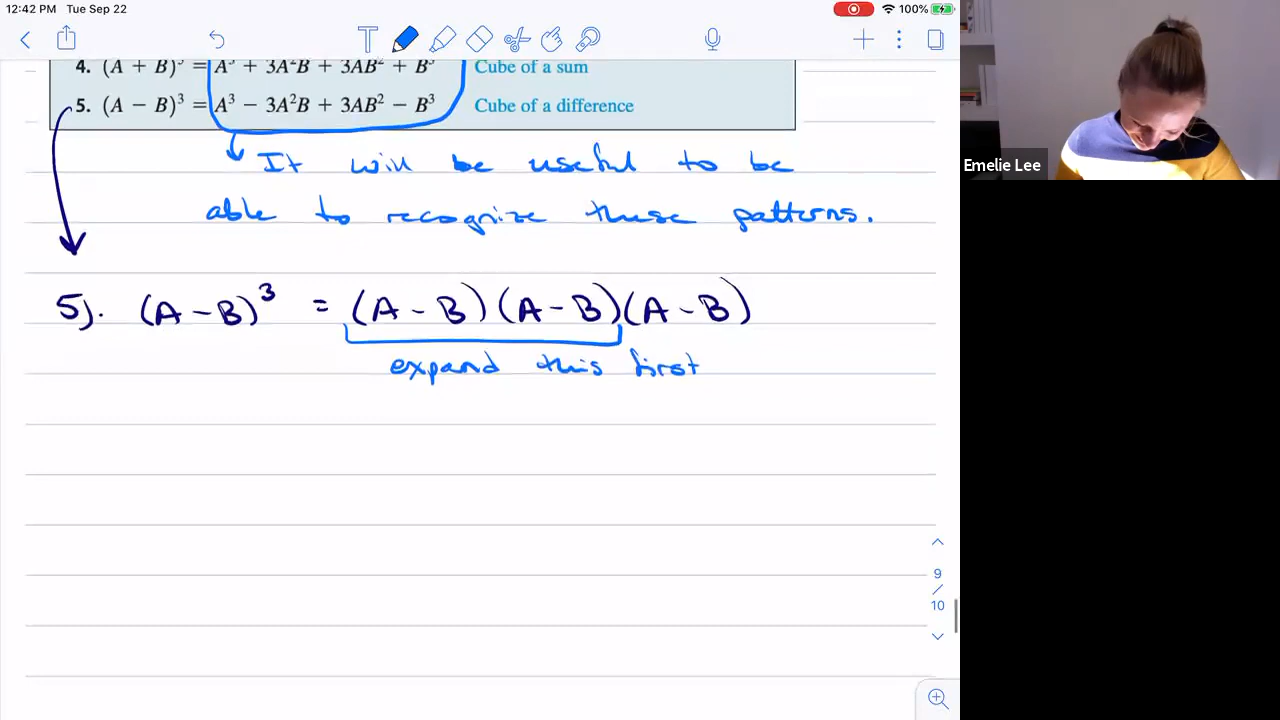 12:42 PM Tue Sep 22
100%
4. (A + B)³ = A³ + 3A²B + 3AB² + B³ Cube of a sum
5. (A − B)³ = A³ − 3A²B + 3AB² − B³ Cube of a difference
It will be useful to be
able to recognize these patterns.
Emelie Lee
5). (A − B)³ = (A − B)(A − B)(A − B)
expand this first
9
/
10